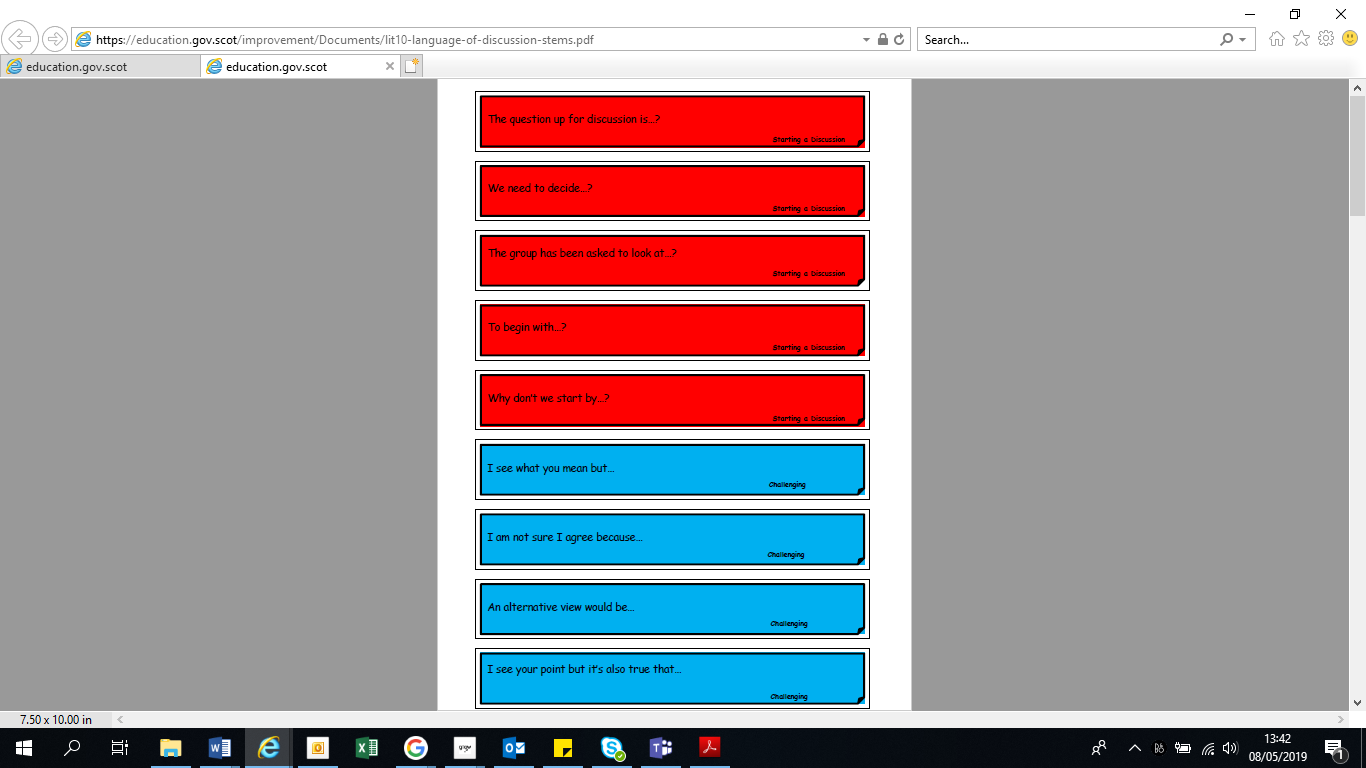 https://education.gov.scot/improvement/Documents/lit10-language-of-discussion-stems.pdf
Search...
education.gov.scot
education.gov.scot
The question up for discussion is...?
Starting a Discussion
We need to decide...?
Starting a Discussion
The group has been asked to look at...?
Starting a Discussion
To begin with...?
Starting a Discussion
Why don't we start by...?
Starting a Discussion
I see what you mean but...
Challenging
I am not sure I agree because...
Challenging
An alternative view would be...
Challenging
I see your point but it's also true that...
Challenging
7.50 x 10.00 in
13:42
08/05/2019